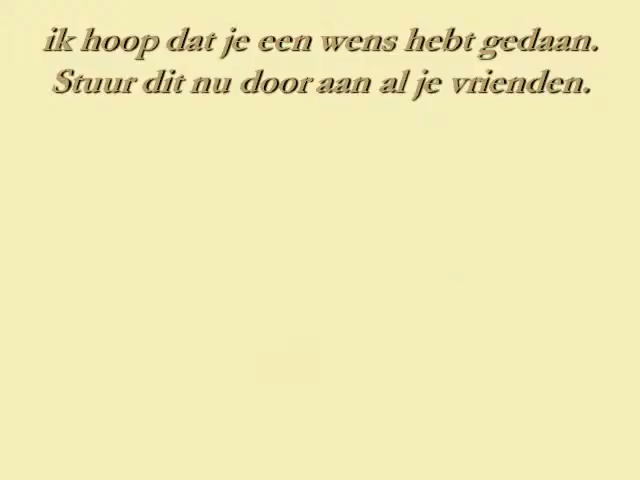 ik hoop dat je een wens hebt gedaan.
Stuur dit nu door aan al je vrienden.